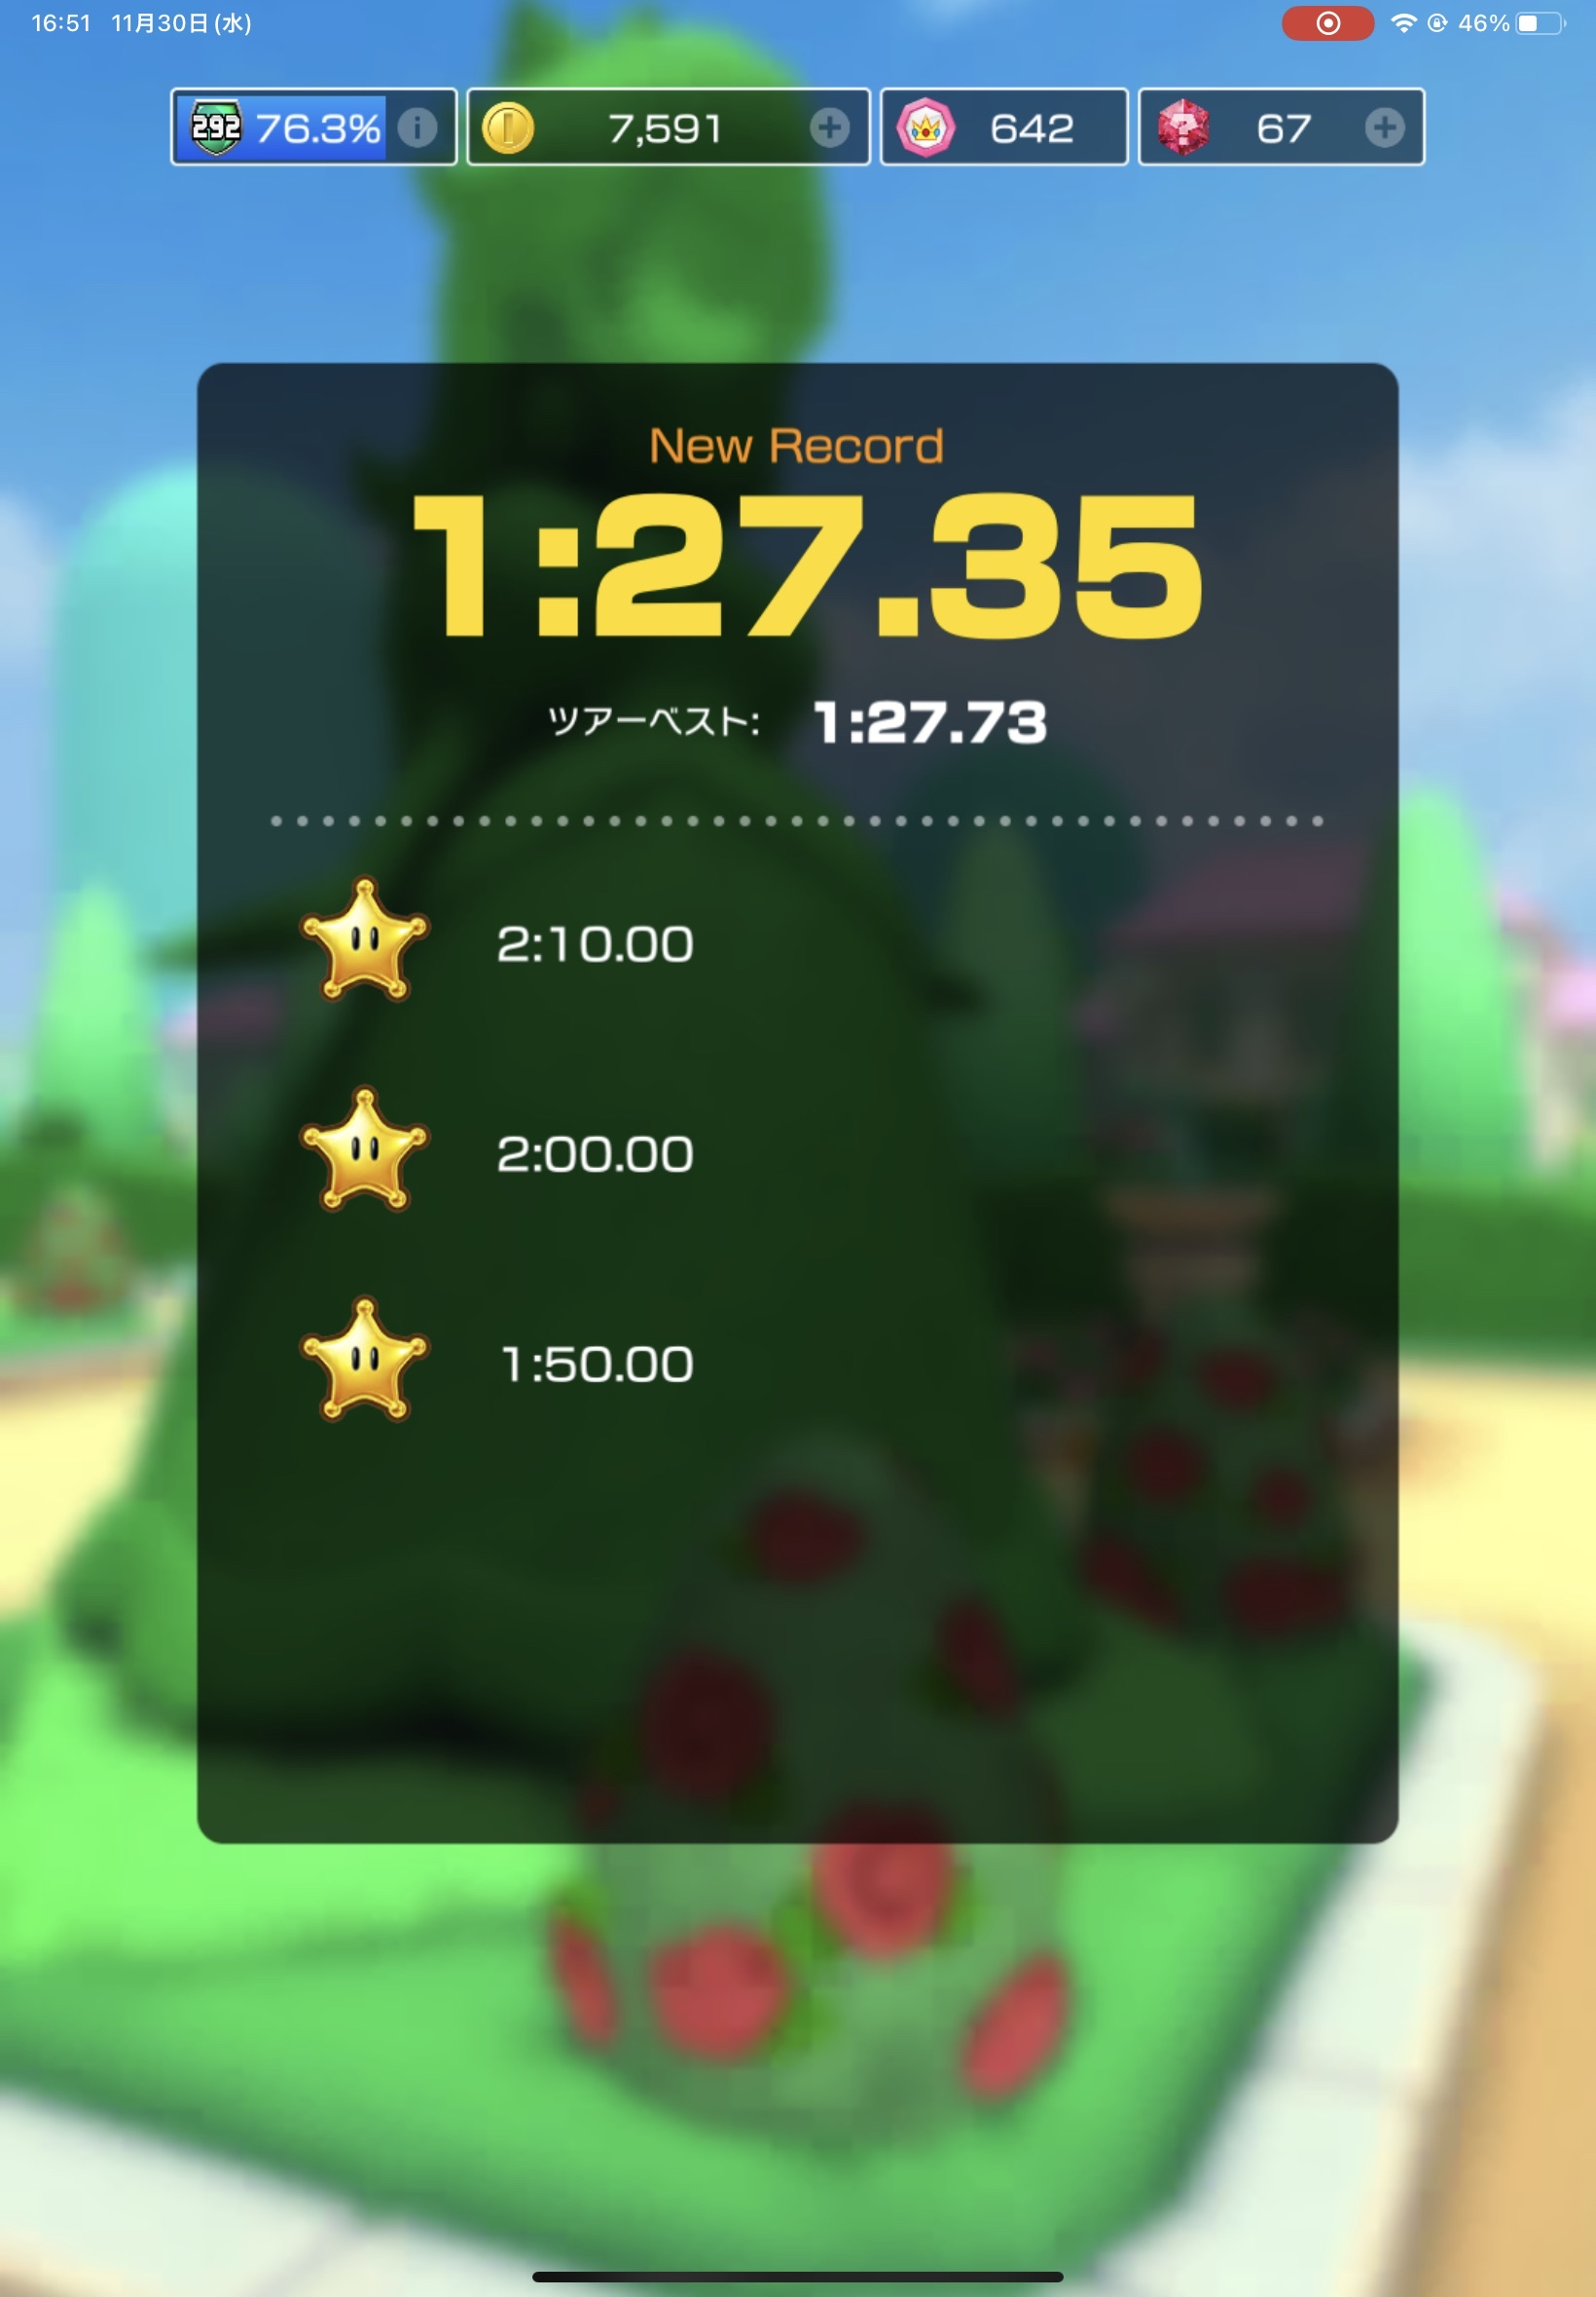 16:51 11月30日(水) 46%
292 76.3% i 7,591 + 642 ? 67 +
New Record
1:27.35
ツアーベスト: 1:27.73
2:10.00
2:00.00
1:50.00